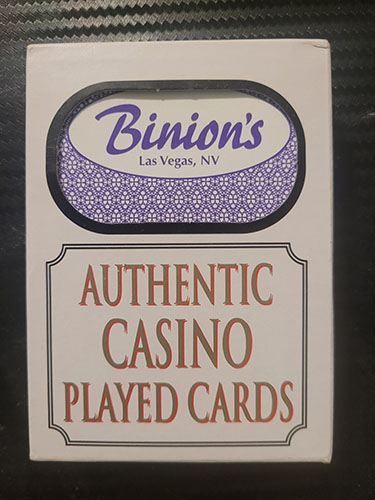 Binion's
Las Vegas, NV
AUTHENTIC
CASINO
PLAYED CARDS